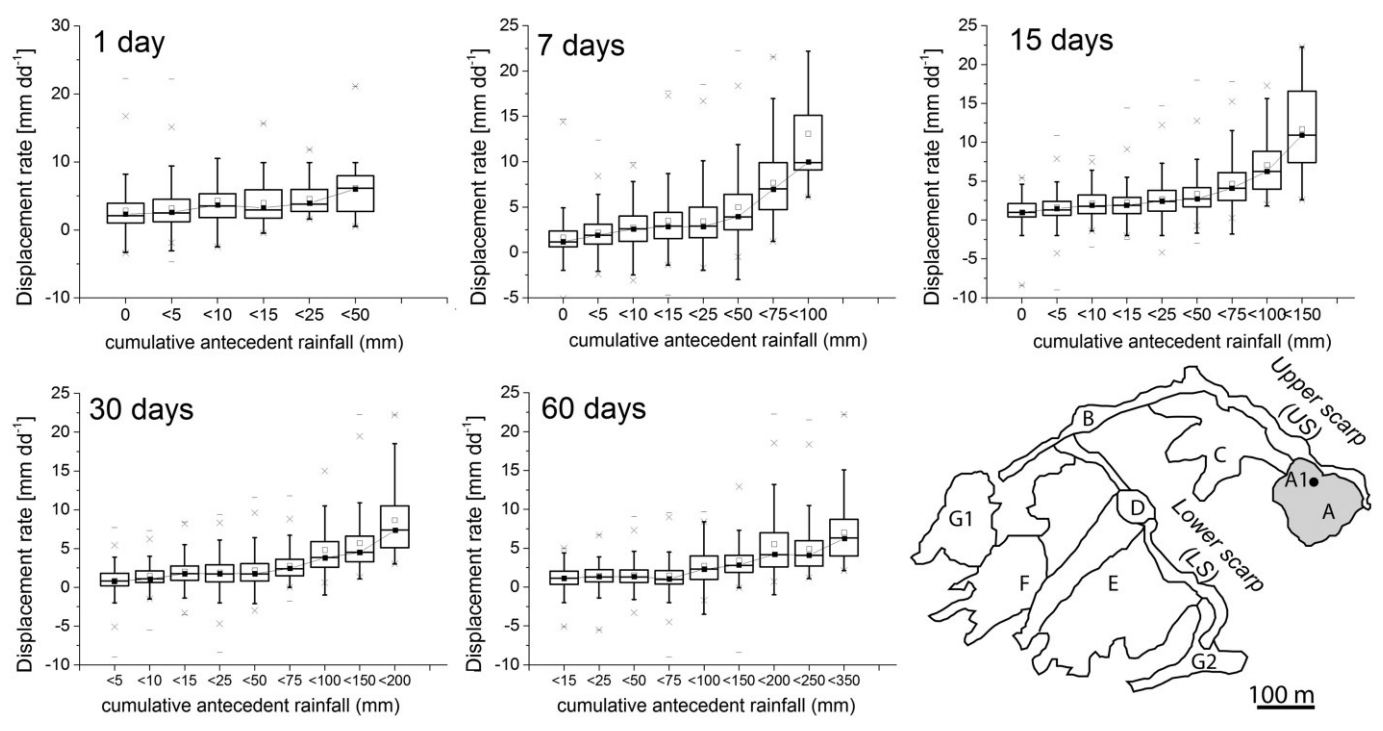 1 day
Displacement rate [mm dd⁻¹]
30
20
10
0
-10
0 <5 <10 <15 <25 <50
cumulative antecedent rainfall (mm)
7 days
Displacement rate [mm dd⁻¹]
25
20
15
10
5
0
-5
0 <5 <10 <15 <25 <50 <75 <100
cumulative antecedent rainfall (mm)
15 days
Displacement rate [mm dd⁻¹]
25
20
15
10
5
0
-5
-10
0 <5 <10 <15 <25 <50 <75 <100 <150
cumulative antecedent rainfall (mm)
30 days
Displacement rate [mm dd⁻¹]
25
20
15
10
5
0
-5
-10
<5 <10 <15 <25 <50 <75 <100 <150 <200
cumulative antecedent rainfall (mm)
60 days
Displacement rate [mm dd⁻¹]
25
20
15
10
5
0
-5
-10
<15 <25 <50 <75 <100 <150 <200 <250 <350
cumulative antecedent rainfall (mm)
Upper scarp
(US)
B
C
A1
A
D
G1
Lower scarp
(LS)
F
E
G2
100 m